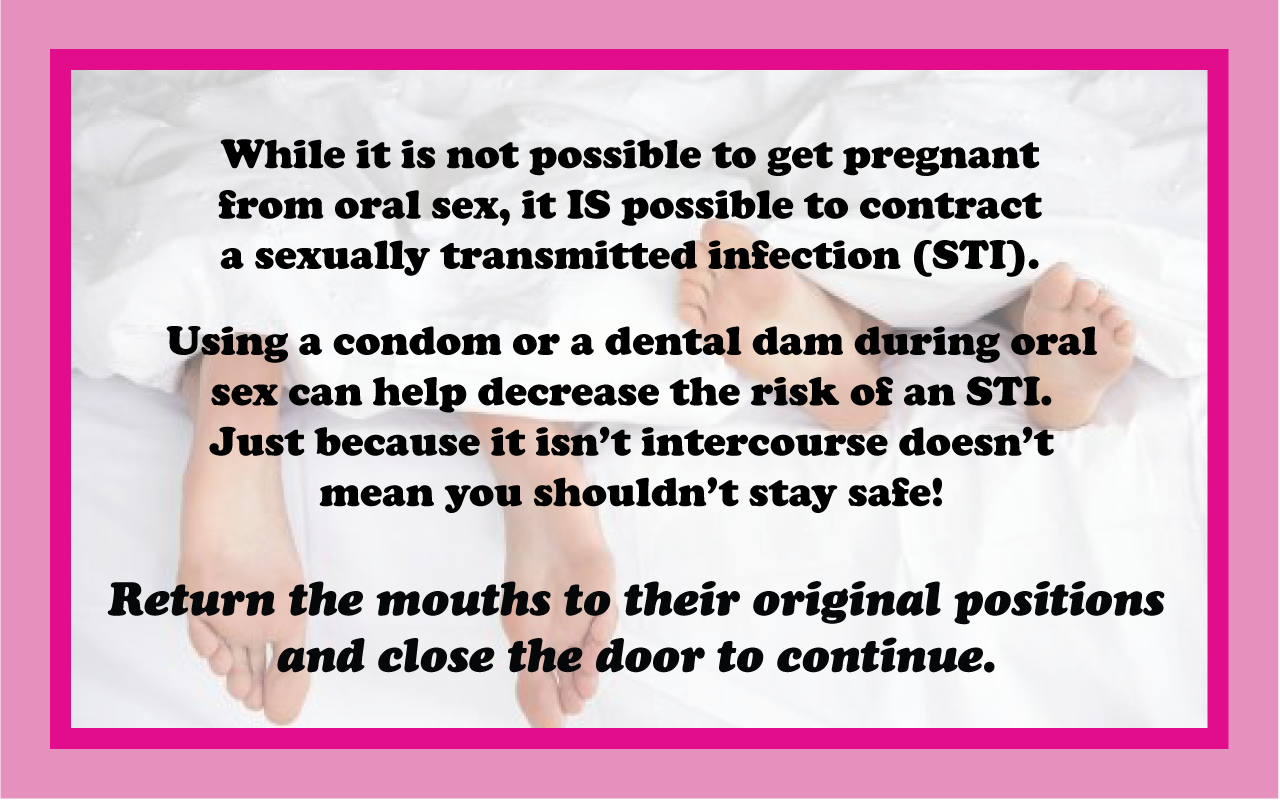 While it is not possible to get pregnant
from oral sex, it IS possible to contract
a sexually transmitted infection (STI).
Using a condom or a dental dam during oral
sex can help decrease the risk of an STI.
Just because it isn’t intercourse doesn’t
mean you shouldn’t stay safe!
Return the mouths to their original positions
and close the door to continue.